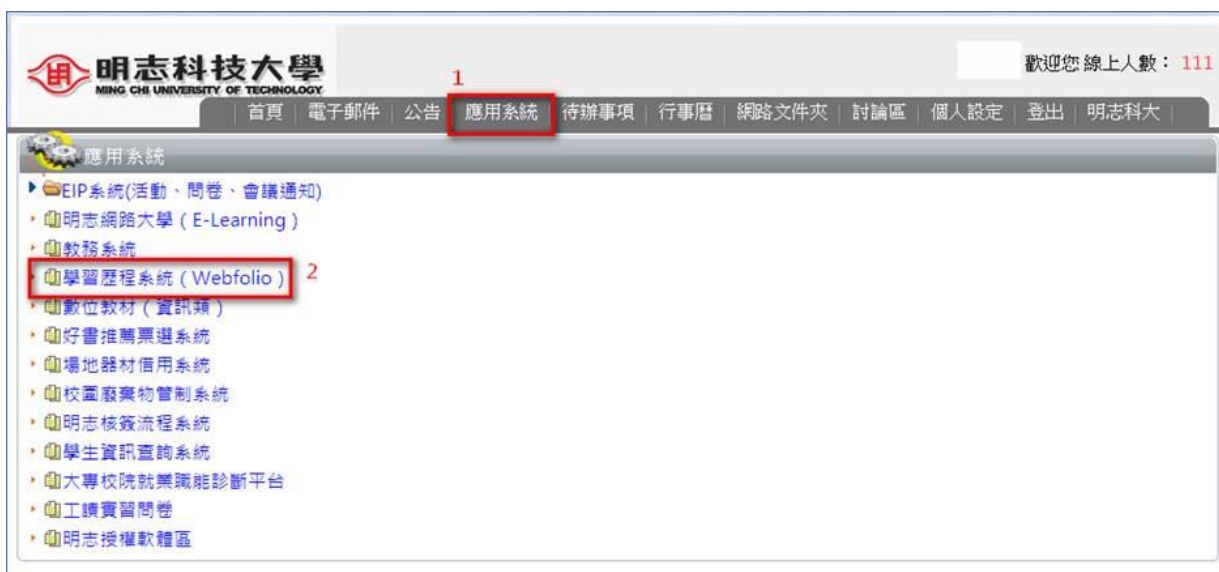 明志科技大學
MING CHI UNIVERSITY OF TECHNOLOGY
歡迎您 線上人數： 111
1
首頁 | 電子郵件 | 公告 | 應用系統 | 待辦事項 | 行事曆 | 網路文件夾 | 討論區 | 個人設定 | 登出 | 明志科大 |
應用系統
EIP系統(活動、問卷、會議通知)
明志網路大學 ( E-Learning )
教務系統
學習歷程系統 ( Webfolio ) 2
數位教材 ( 資訊類 )
好書推薦票選系統
場地器材借用系統
校園廢棄物管制系統
明志核簽流程系統
學生資訊查詢系統
大專校院就業職能診斷平台
工讀實習問卷
明志授權軟體區